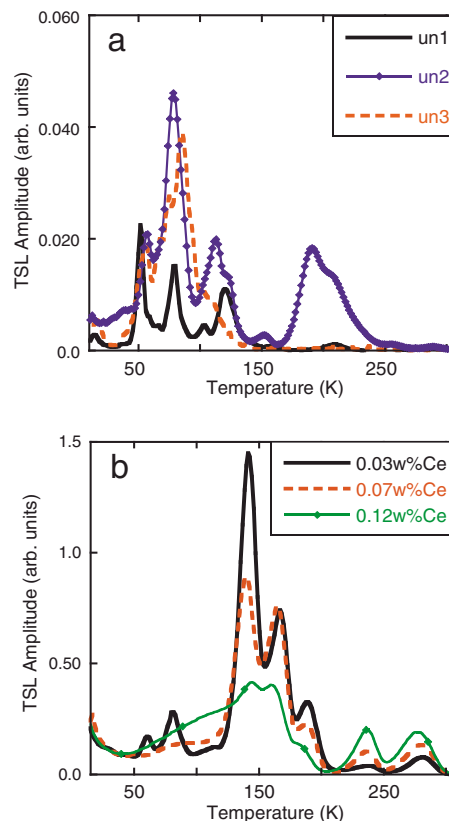 a
un1
un2
un3
TSL Amplitude (arb. units)
0.060
0.040
0.020
0.0
50
150
250
Temperature (K)
b
0.03w%Ce
0.07w%Ce
0.12w%Ce
TSL Amplitude (arb. units)
1.5
1.0
0.50
0.0
50
150
250
Temperature (K)